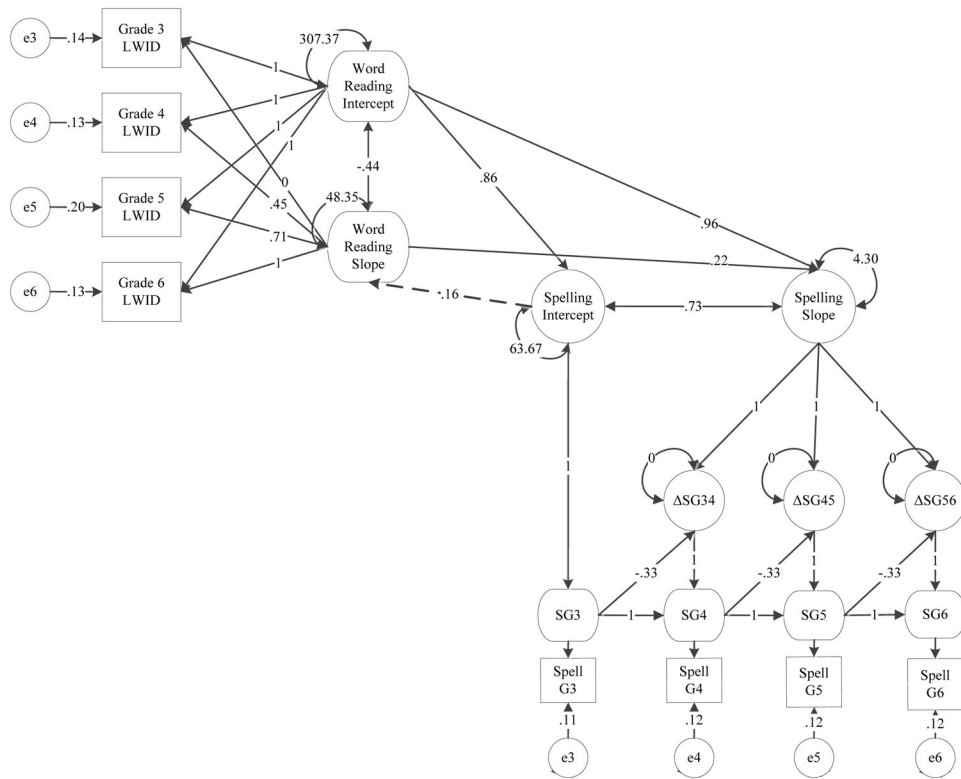 e3
.14
Grade 3
LWID
e4
.13
Grade 4
LWID
e5
.20
Grade 5
LWID
e6
.13
Grade 6
LWID
307.37
Word
Reading
Intercept
1
1
1
1
0
.45
.71
1
-.44
48.35
Word
Reading
Slope
.86
.96
.22
-.16
Spelling
Intercept
63.67
.73
4.30
Spelling
Slope
1
1
1
1
0
ΔSG34
0
ΔSG45
0
ΔSG56
-.33
1
-.33
1
-.33
1
SG3
1
SG4
1
SG5
1
SG6
Spell
G3
Spell
G4
Spell
G5
Spell
G6
.11
.12
.12
.12
e3
e4
e5
e6